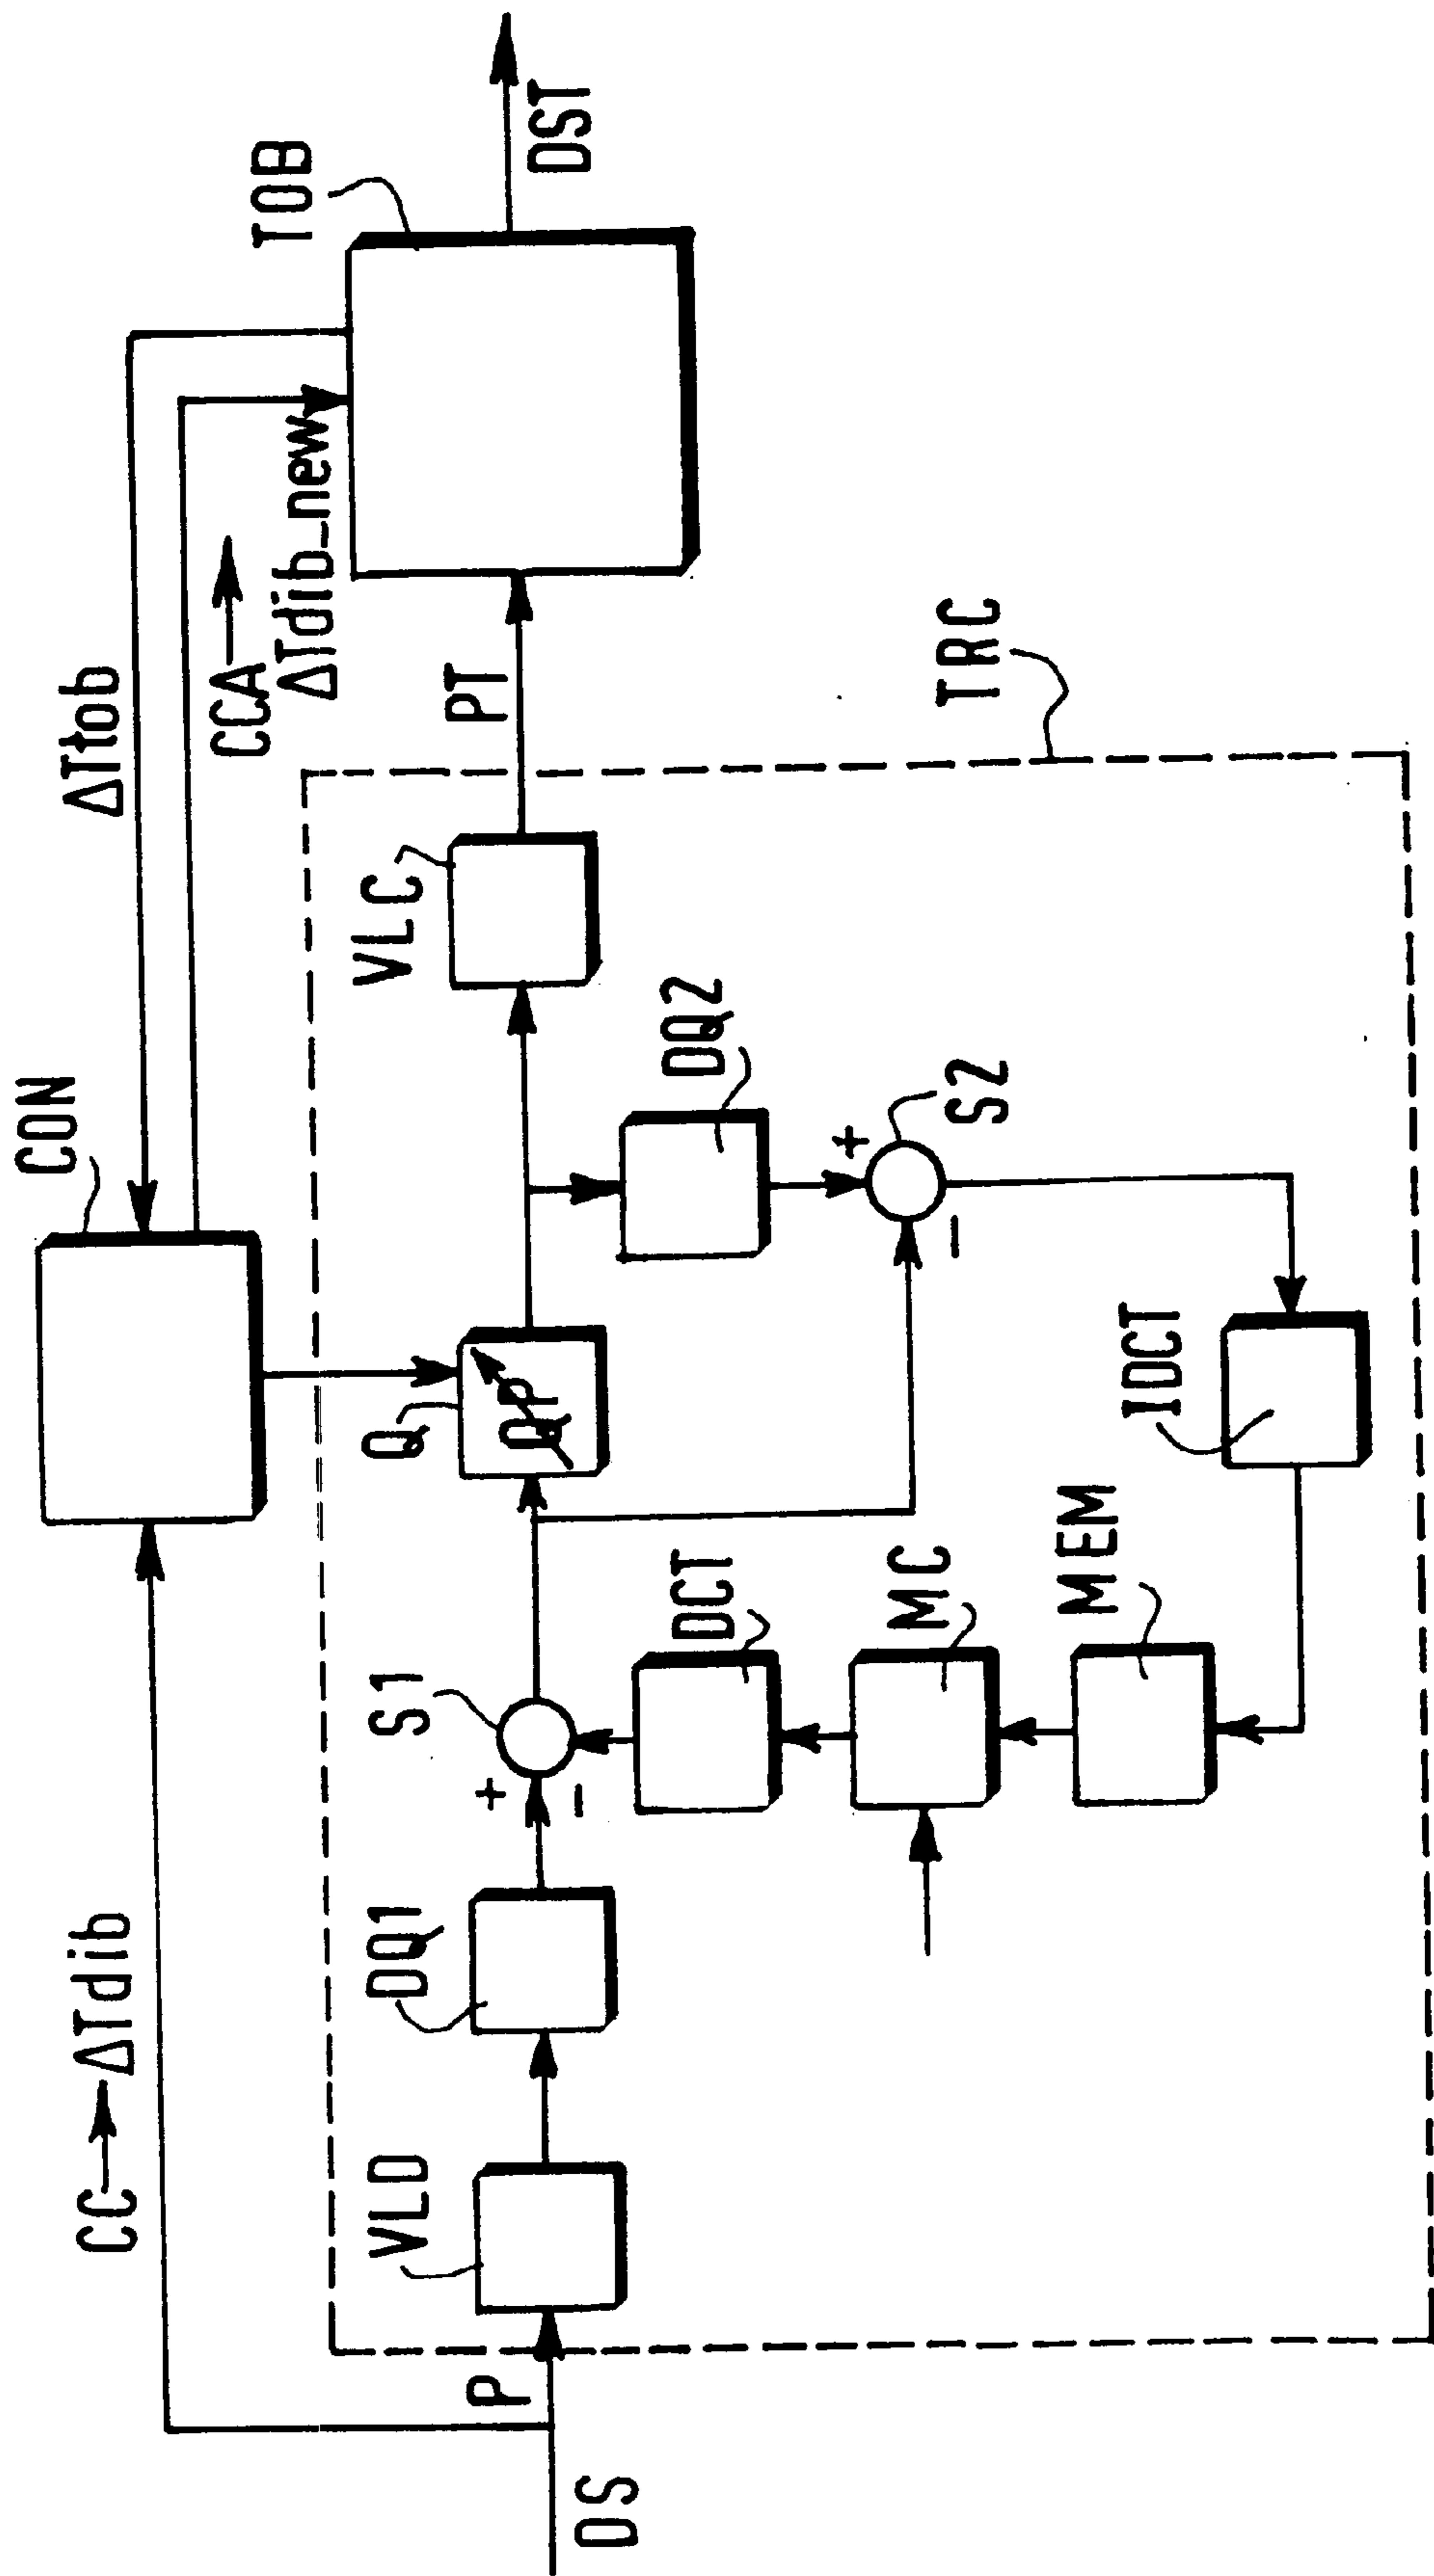 CC→ΔTdib
CON
ΔTtob
CCA→
ΔTdib_new
TOB
DST
DS
P
VLD
DQ1
S1
+
−
Q
QP
VLC
PT
DCT
DQ2
MC
+
−
S2
MEM
IDCT
TRC